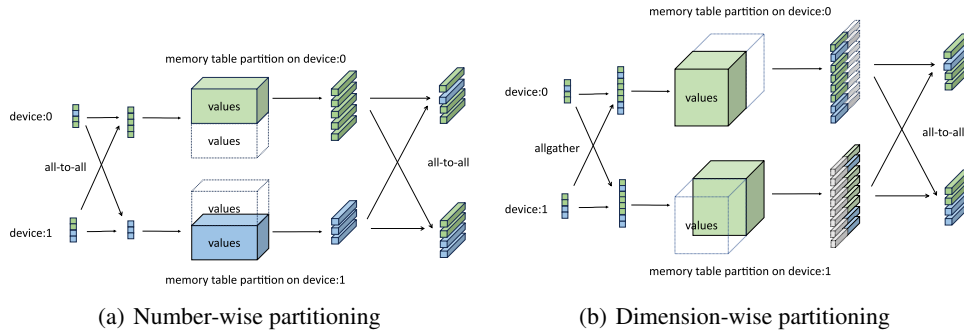 memory table partition on device:0
device:0
values
values
all-to-all
all-to-all
values
device:1
values
memory table partition on device:1
(a) Number-wise partitioning
memory table partition on device:0
device:0
values
allgather
all-to-all
device:1
values
memory table partition on device:1
(b) Dimension-wise partitioning